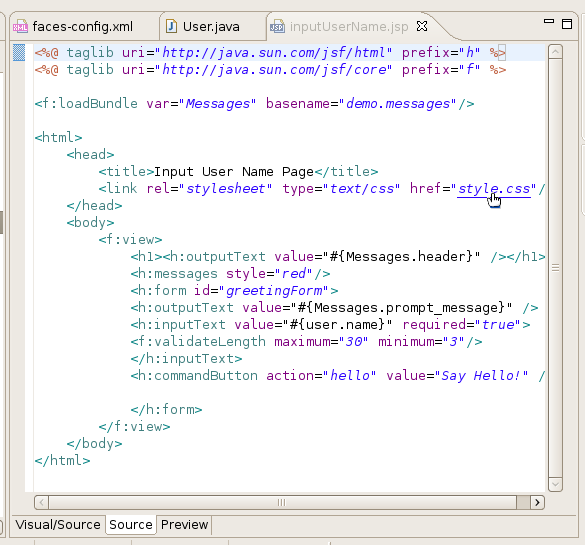 faces-config.xml User.java inputUserName.jsp
<%@ taglib uri="http://java.sun.com/jsf/html" prefix="h" %>
<%@ taglib uri="http://java.sun.com/jsf/core" prefix="f" %>
<f:loadBundle var="Messages" basename="demo.messages"/>
<html>
<head>
<title>Input User Name Page</title>
<link rel="stylesheet" type="text/css" href="style.css"/
</head>
<body>
<f:view>
<h1><h:outputText value="#{Messages.header}" /></h1>
<h:messages style="red"/>
<h:form id="greetingForm">
<h:outputText value="#{Messages.prompt_message}" />
<h:inputText value="#{user.name}" required="true">
<f:validateLength maximum="30" minimum="3"/>
</h:inputText>
<h:commandButton action="hello" value="Say Hello!" /
</h:form>
</f:view>
</body>
</html>
Visual/Source Source Preview